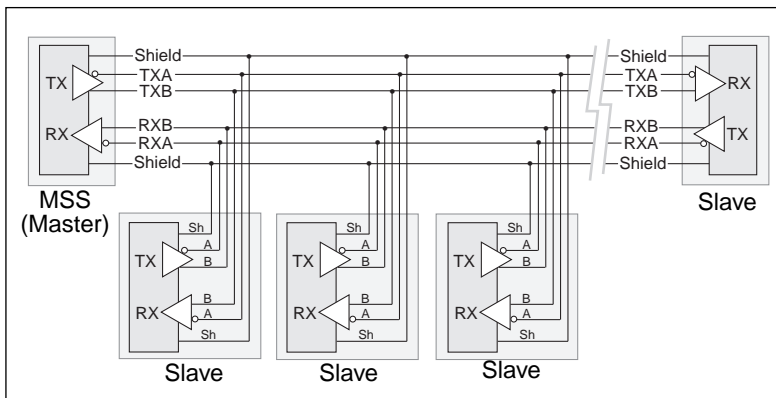 Shield Shield
TX TXA TXA RX
TXB TXB
RX RXB RXB TX
RXA RXA
Shield Shield
MSS
(Master)
Slave
Sh Sh Sh
A A A
TX B TX B TX B
B B B
RX A RX A RX A
Sh Sh Sh
Slave Slave Slave